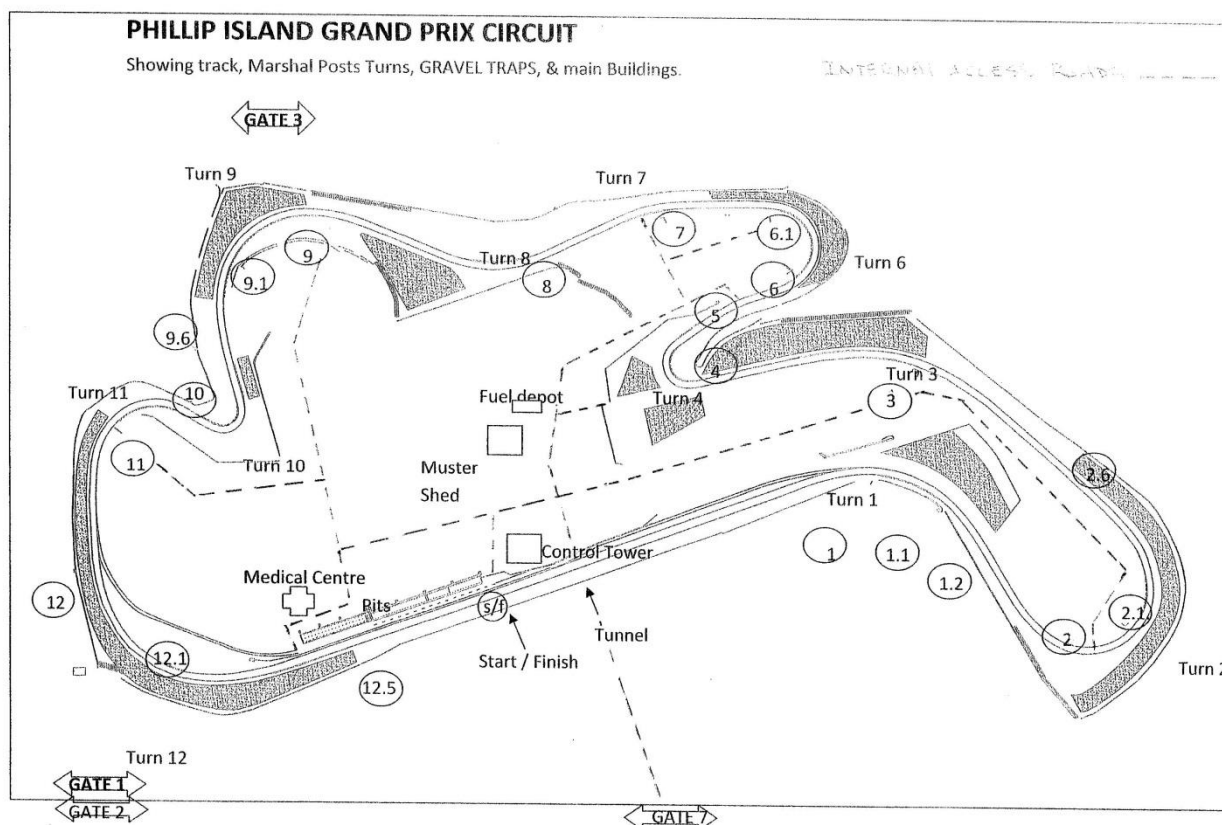 PHILLIP ISLAND GRAND PRIX CIRCUIT
Showing track, Marshal Posts Turns, GRAVEL TRAPS, & main Buildings.
INTERNAL ACCESS ROADS
GATE 3
Turn 9
Turn 7
7
6.1
9
9.1
Turn 8
8
6
Turn 6
5
9.6
4
Turn 3
3
Turn 11
10
Fuel depot
Turn 4
11
Turn 10
Muster
Shed
2.6
Turn 1
1
1.1
1.2
Control Tower
Medical Centre
12
Pits
s/f
Tunnel
2
2.1
12.1
Start / Finish
12.5
Turn 2
Turn 12
GATE 1
GATE 2
GATE 7